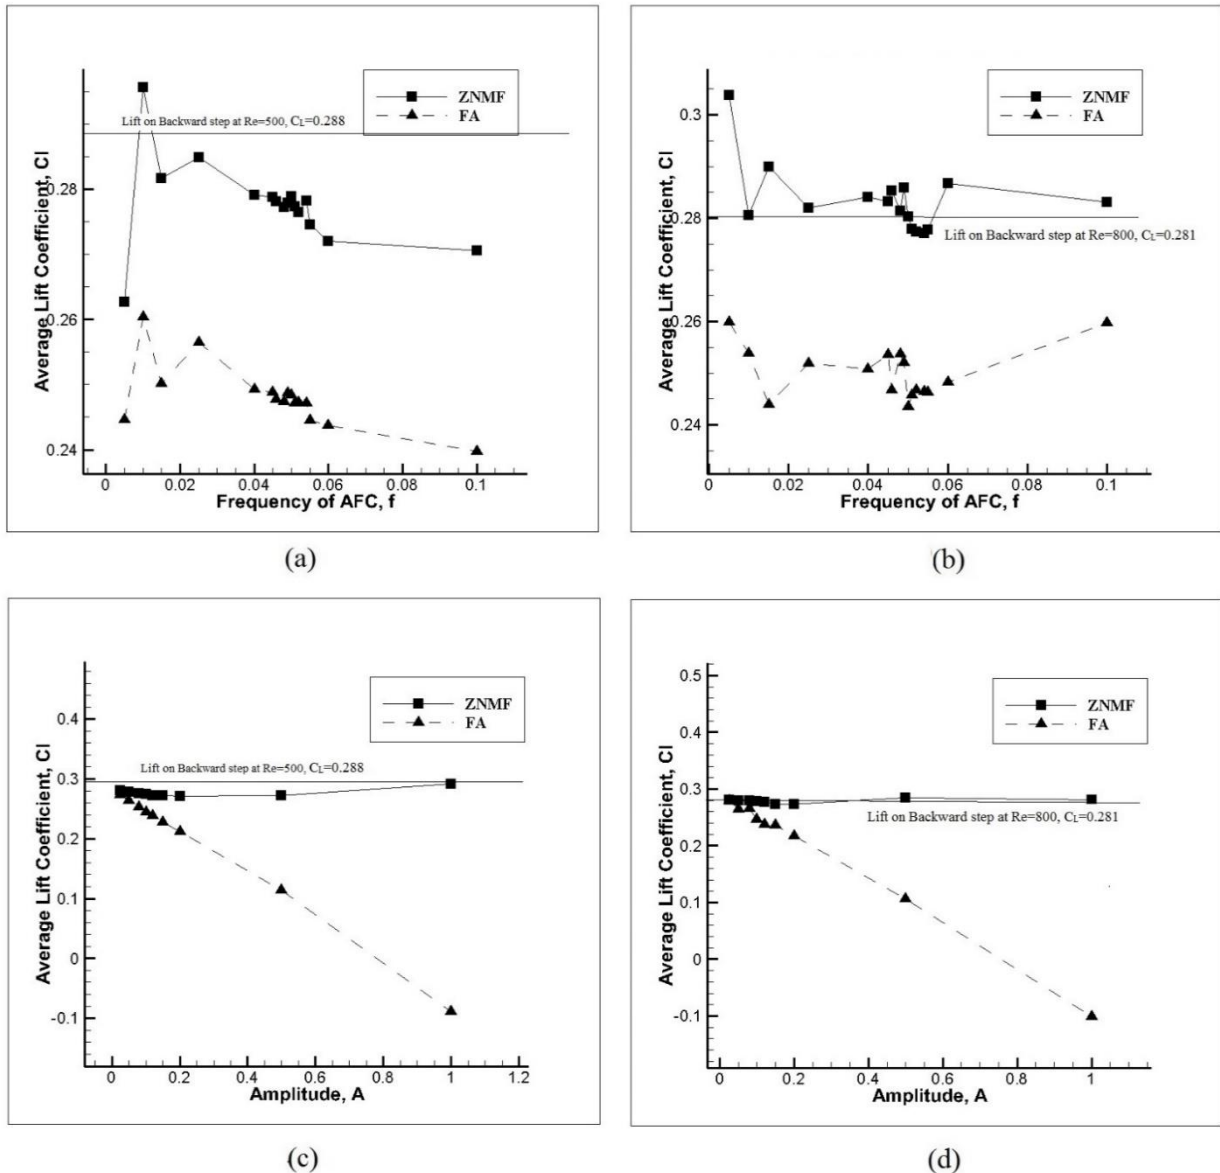 ZNMF
FA
Lift on Backward step at Re=500, CL=0.288
Average Lift Coefficient, Cl
0.28
0.26
0.24
0 0.02 0.04 0.06 0.08 0.1
Frequency of AFC, f
(a)
ZNMF
FA
Average Lift Coefficient, Cl
0.3
0.28
0.26
0.24
Lift on Backward step at Re=800, CL=0.281
0 0.02 0.04 0.06 0.08 0.1
Frequency of AFC, f
(b)
ZNMF
FA
Lift on Backward step at Re=500, CL=0.288
Average Lift Coefficient, Cl
0.4
0.3
0.2
0.1
0
-0.1
0 0.2 0.4 0.6 0.8 1 1.2
Amplitude, A
(c)
ZNMF
FA
Average Lift Coefficient, Cl
0.5
0.4
0.3
0.2
0.1
0
-0.1
Lift on Backward step at Re=800, CL=0.281
0 0.2 0.4 0.6 0.8 1
Amplitude, A
(d)